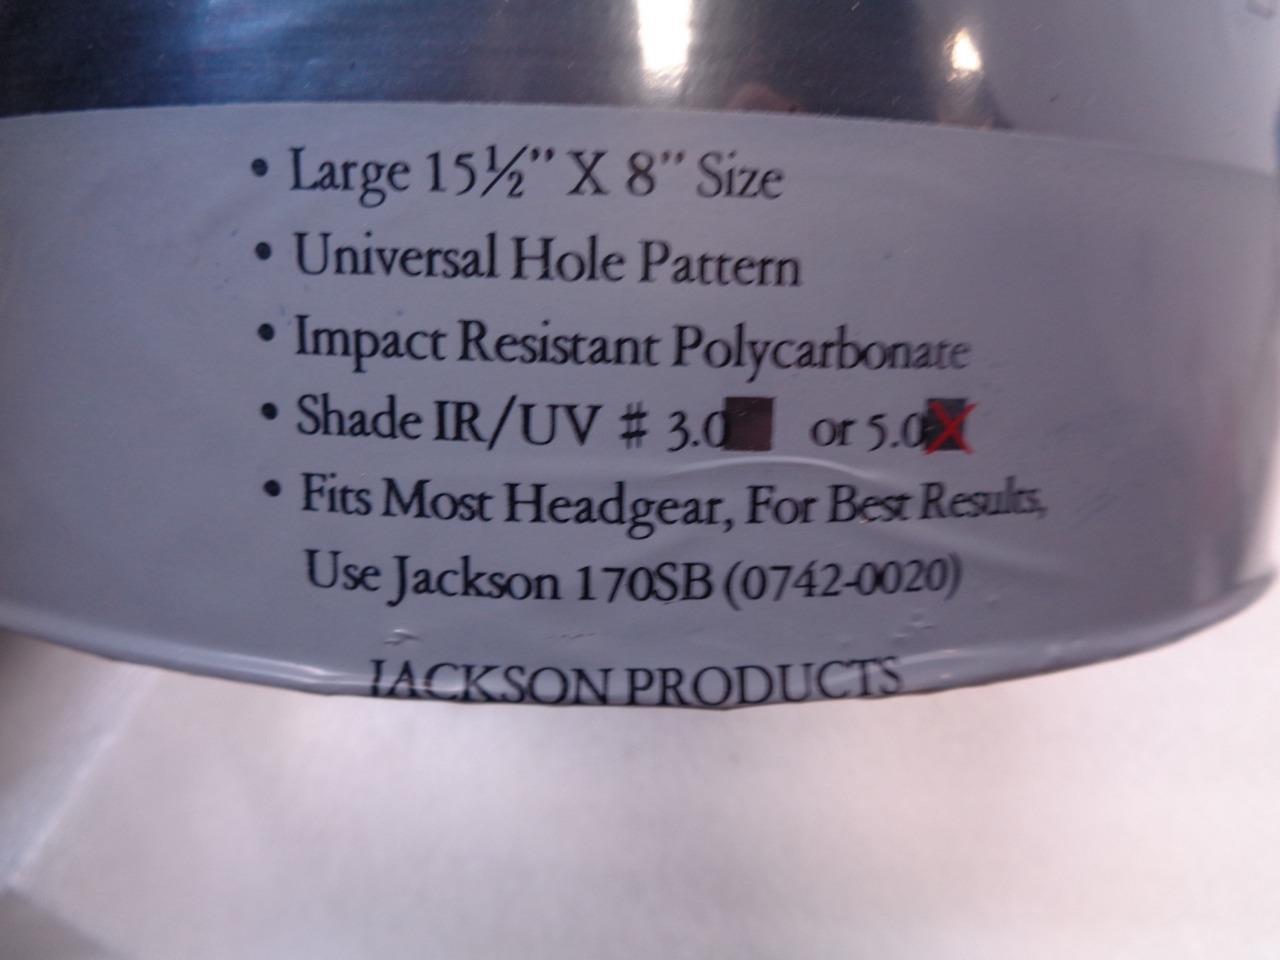 • Large 15½” X 8” Size
• Universal Hole Pattern
• Impact Resistant Polycarbonate
• Shade IR/UV # 3.0 or 5.0 X
• Fits Most Headgear, For Best Results,
Use Jackson 170SB (0742-0020)
JACKSON PRODUCTS